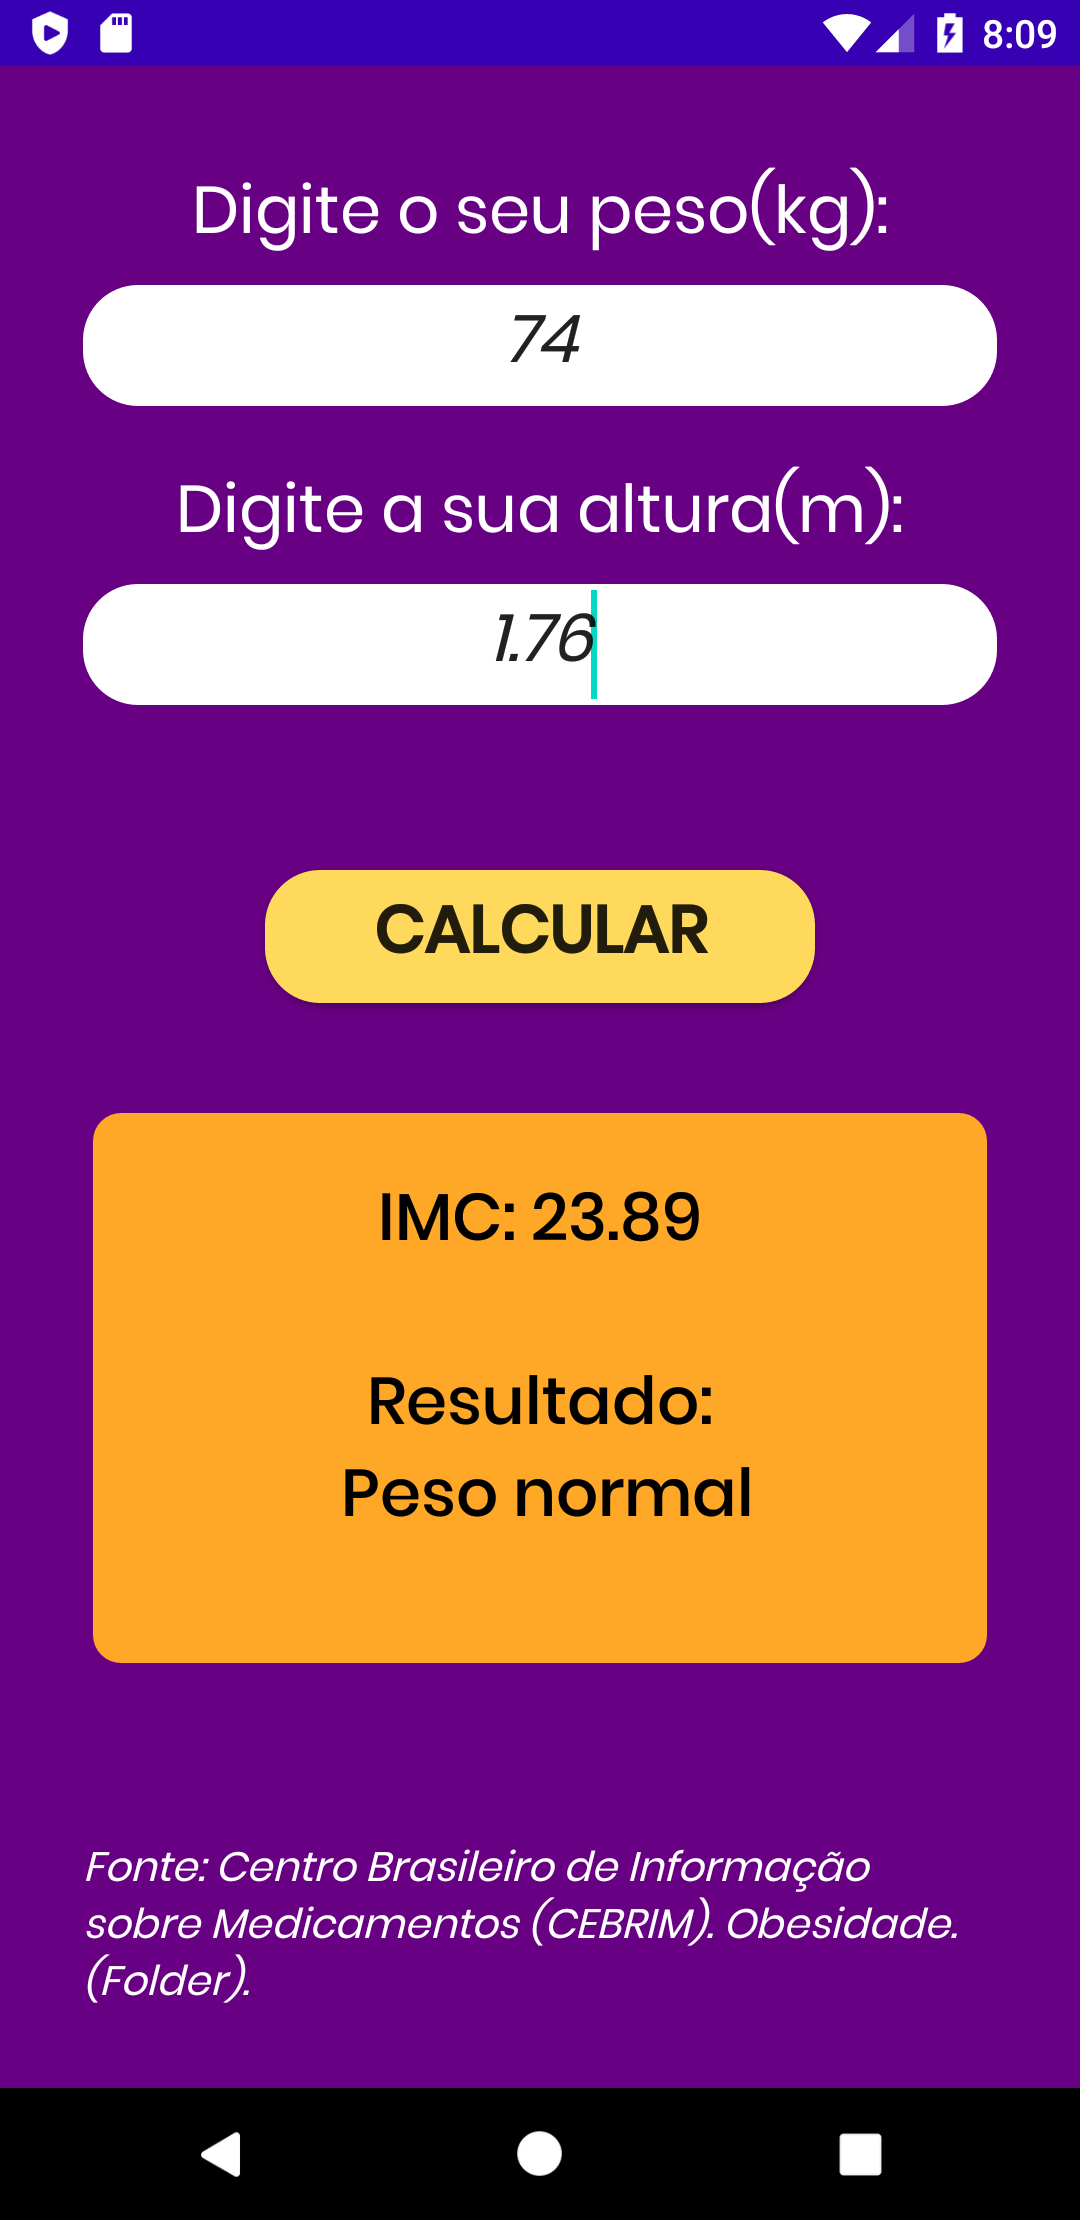 8:09
Digite o seu peso(kg):
74
Digite a sua altura(m):
1.76
CALCULAR
IMC: 23.89
Resultado:
Peso normal
Fonte: Centro Brasileiro de Informação
sobre Medicamentos (CEBRIM). Obesidade.
(Folder).